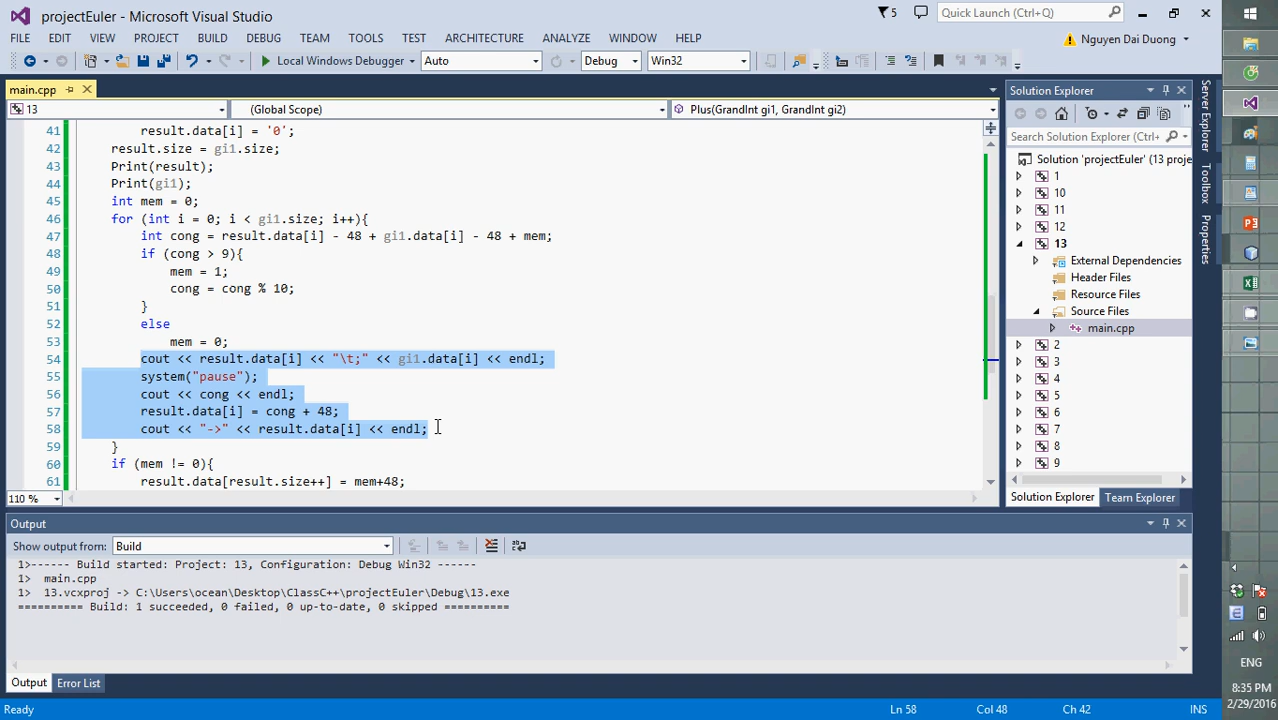 projectEuler - Microsoft Visual Studio
5
Quick Launch (Ctrl+Q)
FILE EDIT VIEW PROJECT BUILD DEBUG TEAM TOOLS TEST ARCHITECTURE ANALYZE WINDOW HELP
Nguyen Dai Duong
Local Windows Debugger Auto Debug Win32
main.cpp
13
(Global Scope)
Plus(GrandInt gi1, GrandInt gi2)
41 result.data[i] = '0';
42 result.size = gi1.size;
43 Print(result);
44 Print(gi1);
45 int mem = 0;
46 for (int i = 0; i < gi1.size; i++){
47 int cong = result.data[i] - 48 + gi1.data[i] - 48 + mem;
48 if (cong > 9){
49 mem = 1;
50 cong = cong % 10;
51 }
52 else
53 mem = 0;
54 cout << result.data[i] << "\t;" << gi1.data[i] << endl;
55 system("pause");
56 cout << cong << endl;
57 result.data[i] = cong + 48;
58 cout << "->" << result.data[i] << endl;
59 }
60 if (mem != 0){
61 result.data[result.size++] = mem+48;
110 %
Solution Explorer
Search Solution Explorer (Ctrl+
Solution 'projectEuler' (13 proje
1
10
11
12
13
External Dependencies
Header Files
Resource Files
Source Files
main.cpp
2
3
4
5
6
7
8
9
Solution Explorer Team Explorer
Server Explorer
Toolbox
Properties
Output
Show output from: Build
1>------ Build started: Project: 13, Configuration: Debug Win32 ------
1> main.cpp
1> 13.vcxproj -> C:\Users\ocean\Desktop\ClassC++\projectEuler\Debug\13.exe
========== Build: 1 succeeded, 0 failed, 0 up-to-date, 0 skipped ==========
Output Error List
Ready
Ln 58
Col 48
Ch 42
INS
ENG
8:35 PM
2/29/2016